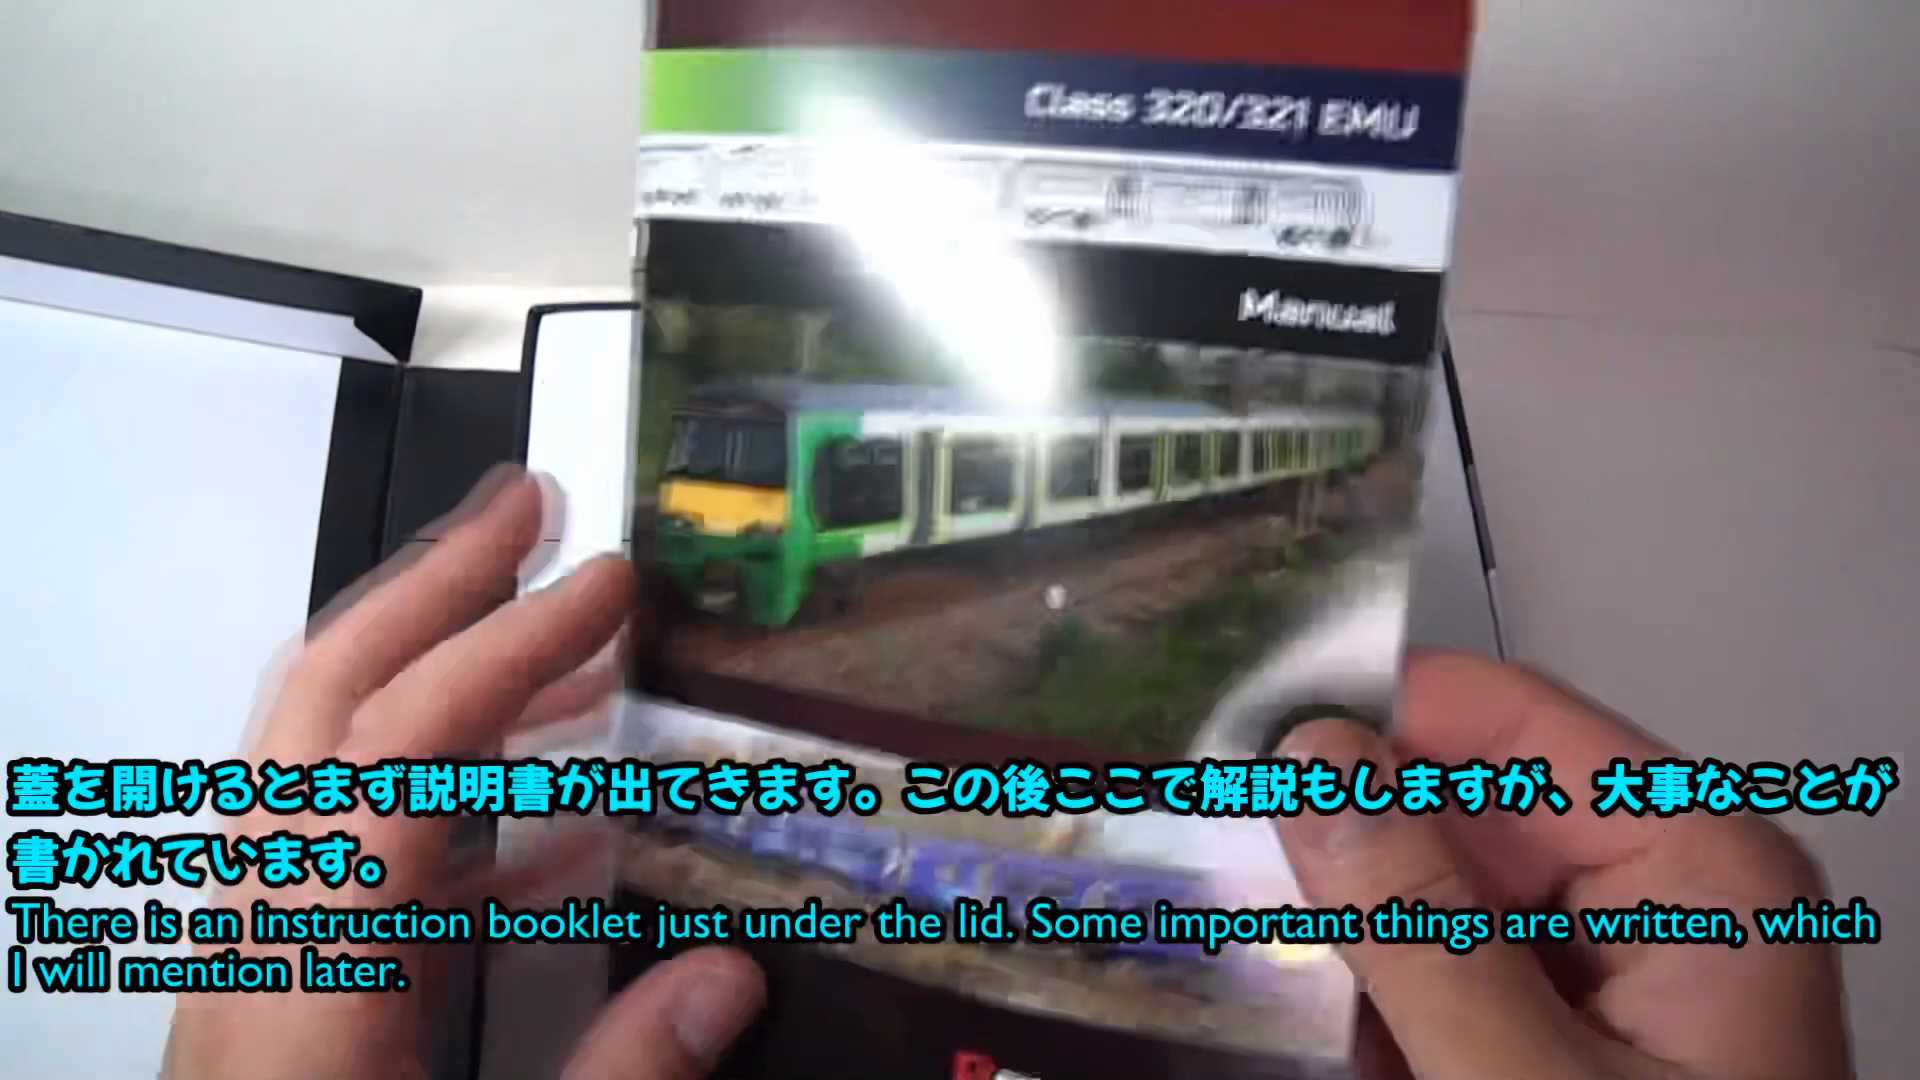 Class 320/321 EMU
Manual
蓋を開けるとまず説明書が出てきます。この後ここで解説もしますが、大事なことが
書かれています。
There is an instruction booklet just under the lid. Some important things are written, which
I will mention later.